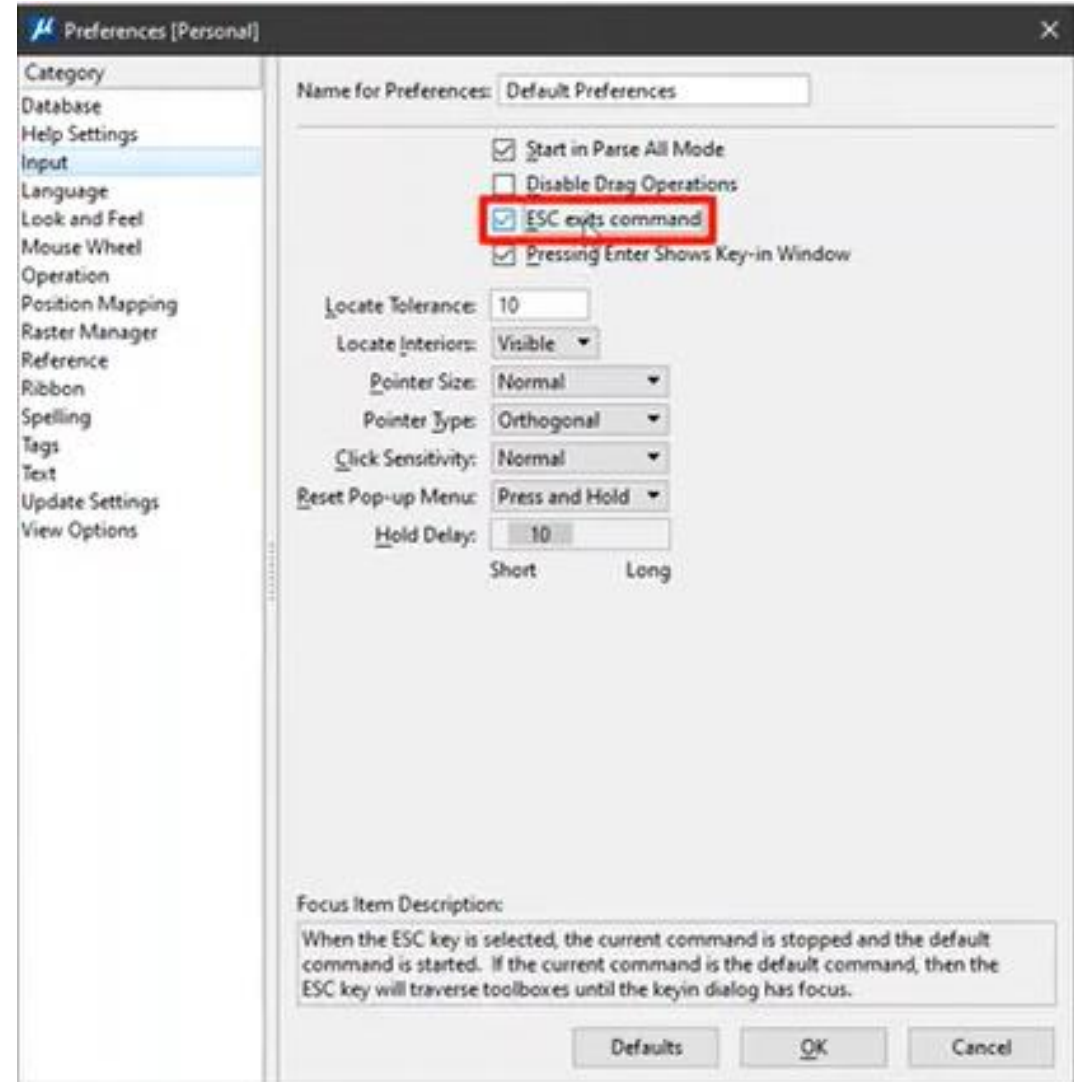 Preferences [Personal]
Category
Database
Help Settings
Input
Language
Look and Feel
Mouse Wheel
Operation
Position Mapping
Raster Manager
Reference
Ribbon
Spelling
Tags
Text
Update Settings
View Options
Name for Preferences: Default Preferences
Start in Parse All Mode
Disable Drag Operations
ESC exits command
Pressing Enter Shows Key-in Window
Locate Tolerance: 10
Locate Interiors: Visible
Pointer Size: Normal
Pointer Type: Orthogonal
Click Sensitivity: Normal
Reset Pop-up Menu: Press and Hold
Hold Delay: 10
Short Long
Focus Item Description:
When the ESC key is selected, the current command is stopped and the default
command is started. If the current command is the default command, then the
ESC key will traverse toolboxes until the keyin dialog has focus.
Defaults OK Cancel